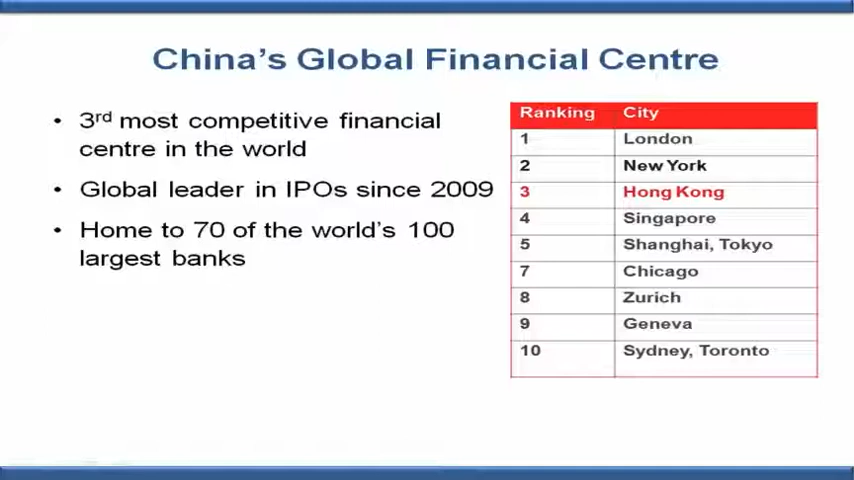 China's Global Financial Centre
• 3rd most competitive financial
centre in the world
• Global leader in IPOs since 2009
• Home to 70 of the world's 100
largest banks
Ranking City
1 London
2 New York
3 Hong Kong
4 Singapore
5 Shanghai, Tokyo
7 Chicago
8 Zurich
9 Geneva
10 Sydney, Toronto